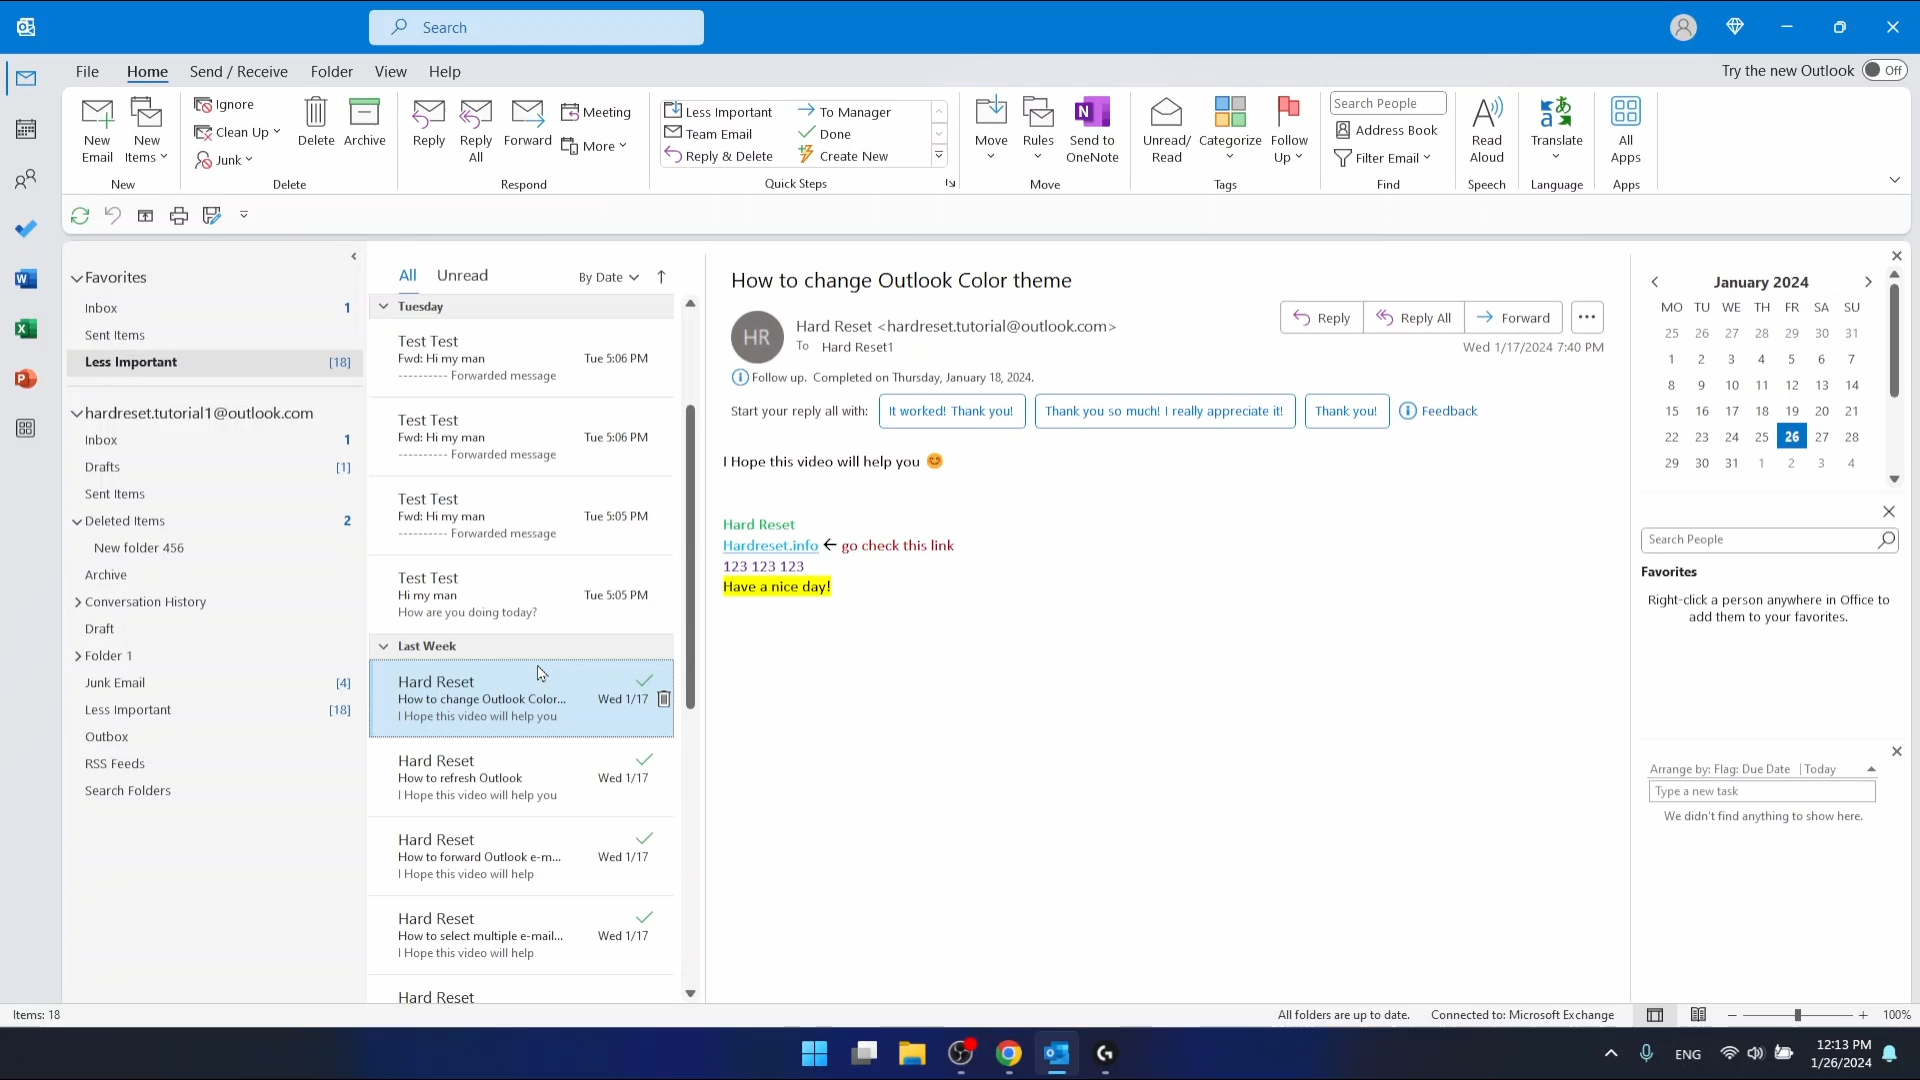 Search
File Home Send / Receive Folder View Help
Try the new Outlook Off
New Email
New Items
New
Ignore
Clean Up
Junk
Delete
Archive
Delete
Reply
Reply All
Forward
Meeting
More
Respond
Less Important
Team Email
Reply & Delete
To Manager
Done
Create New
Quick Steps
Move
Rules
Send to OneNote
Move
Unread/ Read
Categorize
Follow Up
Tags
Search People
Address Book
Filter Email
Find
Read Aloud
Speech
Translate
Language
All Apps
Apps
Favorites
Inbox 1
Sent Items
Less Important [18]
hardreset.tutorial1@outlook.com
Inbox 1
Drafts [1]
Sent Items
Deleted Items 2
New folder 456
Archive
Conversation History
Draft
Folder 1
Junk Email [4]
Less Important [18]
Outbox
RSS Feeds
Search Folders
All Unread By Date
Tuesday
Test Test
Fwd: Hi my man Tue 5:06 PM
---------- Forwarded message
Test Test
Fwd: Hi my man Tue 5:06 PM
---------- Forwarded message
Test Test
Fwd: Hi my man Tue 5:05 PM
---------- Forwarded message
Test Test
Hi my man Tue 5:05 PM
How are you doing today?
Last Week
Hard Reset
How to change Outlook Color... Wed 1/17
I Hope this video will help you
Hard Reset
How to refresh Outlook Wed 1/17
I Hope this video will help you
Hard Reset
How to forward Outlook e-m... Wed 1/17
I Hope this video will help
Hard Reset
How to select multiple e-mail... Wed 1/17
I Hope this video will help
Hard Reset
How to change Outlook Color theme
HR
Hard Reset <hardreset.tutorial@outlook.com>
To Hard Reset1
Reply Reply All Forward
Wed 1/17/2024 7:40 PM
Follow up. Completed on Thursday, January 18, 2024.
Start your reply all with: It worked! Thank you! Thank you so much! I really appreciate it! Thank you! Feedback
I Hope this video will help you 😊
Hard Reset
Hardreset.info ← go check this link
123 123 123
Have a nice day!
January 2024
MO TU WE TH FR SA SU
25 26 27 28 29 30 31
1 2 3 4 5 6 7
8 9 10 11 12 13 14
15 16 17 18 19 20 21
22 23 24 25 26 27 28
29 30 31 1 2 3 4
Search People
Favorites
Right-click a person anywhere in Office to
add them to your favorites.
Arrange by: Flag: Due Date Today
Type a new task
We didn't find anything to show here.
Items: 18
All folders are up to date. Connected to: Microsoft Exchange 100%
ENG
12:13 PM
1/26/2024